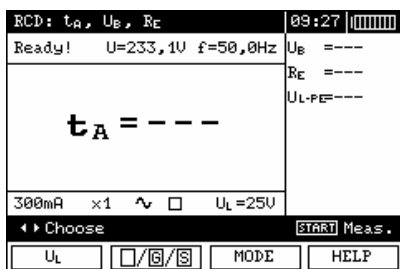 RCD: tA, UB, RE 09:27
Ready! U=233,1V f=50,0Hz
UB =---
RE =---
UL-PE=---
tA=---
300mA x1 ∿ □ UL=25V
Choose START Meas.
UL □/G/S MODE HELP